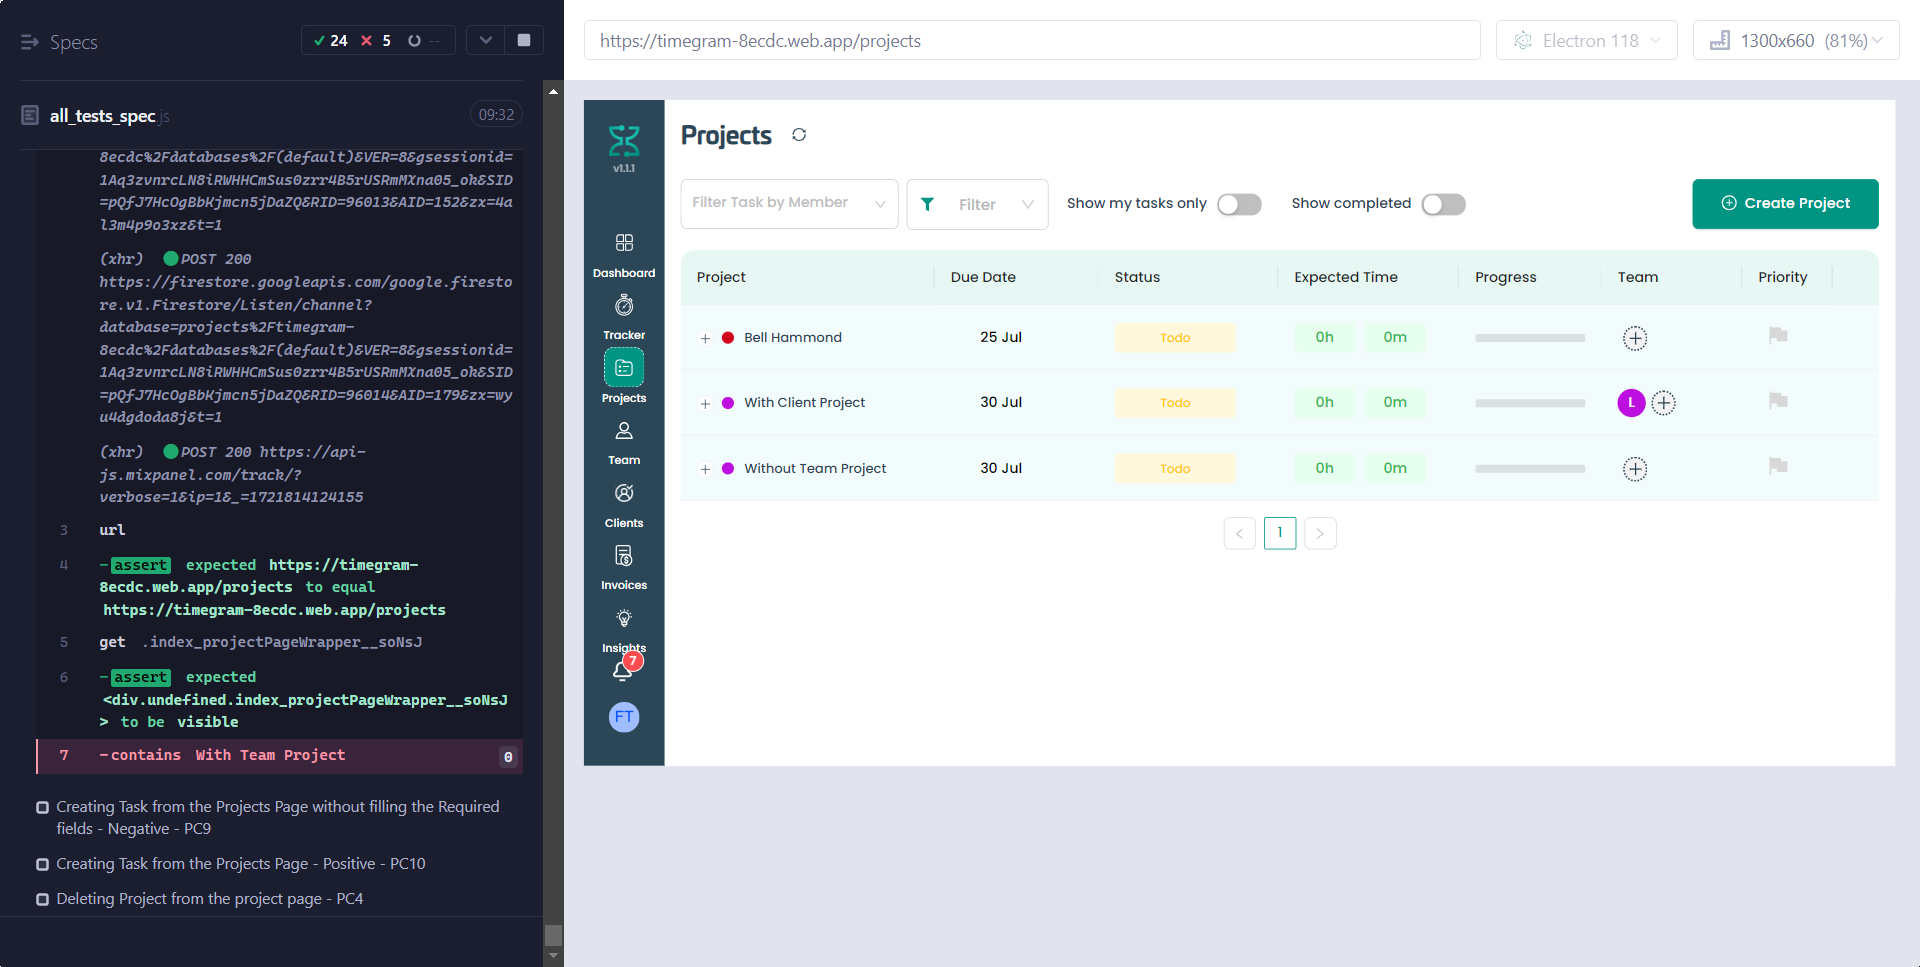 Specs
24 5 --
all_tests_spec.js 09:32
8ecdc%2Fdatabases%2F(default)&VER=8&gsessionid=
1Aq3zvnrcLN8iRWHHCmSus0zrr4B5rUSRmMXna05_ok&SID
=pQfJ7HcOgBbKjmcn5jDaZQ&RID=96013&AID=152&zx=4a
l3m4p9o3xz&t=1
(xhr) POST 200
https://firestore.googleapis.com/google.firesto
re.v1.Firestore/Listen/channel?
database=projects%2Ftimegram-
8ecdc%2Fdatabases%2F(default)&VER=8&gsessionid=
1Aq3zvnrcLN8iRWHHCmSus0zrr4B5rUSRmMXna05_ok&SID
=pQfJ7HcOgBbKjmcn5jDaZQ&RID=96014&AID=179&zx=wy
u4dgdoda8j&t=1
(xhr) POST 200 https://api-
js.mixpanel.com/track/?
verbose=1&ip=1&_=1721814124155
3 url
4 -assert expected https://timegram-
8ecdc.web.app/projects to equal
https://timegram-8ecdc.web.app/projects
5 get .index_projectPageWrapper__soNsJ
6 -assert expected
<div.undefined.index_projectPageWrapper__soNsJ
> to be visible
7 -contains With Team Project 0
Creating Task from the Projects Page without filling the Required
fields - Negative - PC9
Creating Task from the Projects Page - Positive - PC10
Deleting Project from the project page - PC4
https://timegram-8ecdc.web.app/projects
Electron 118
1300x660 (81%)
v1.1.1
Dashboard
Tracker
Projects
Team
Clients
Invoices
Insights
7
FT
Projects
Filter Task by Member
Filter
Show my tasks only
Show completed
Create Project
Project Due Date Status Expected Time Progress Team Priority
Bell Hammond 25 Jul Todo 0h 0m
With Client Project 30 Jul Todo 0h 0m L
Without Team Project 30 Jul Todo 0h 0m
< 1 >